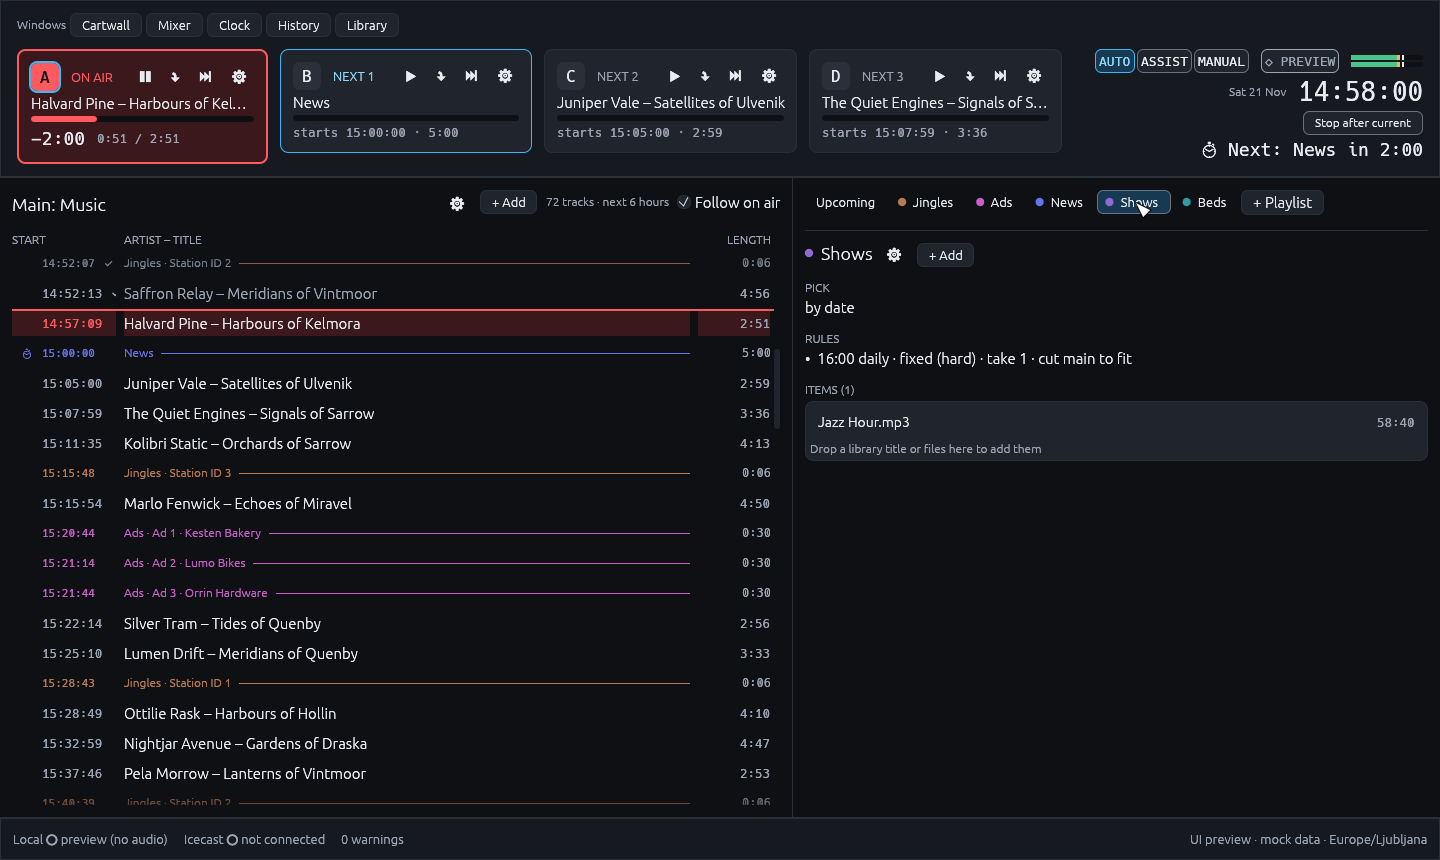 Windows Cartwall Mixer Clock History Library
A ON AIR
Halvard Pine – Harbours of Kel…
−2:00 0:51 / 2:51
B NEXT 1
News
starts 15:00:00 · 5:00
C NEXT 2
Juniper Vale – Satellites of Ulvenik
starts 15:05:00 · 2:59
D NEXT 3
The Quiet Engines – Signals of S…
starts 15:07:59 · 3:36
AUTO ASSIST MANUAL ◇ PREVIEW
Sat 21 Nov 14:58:00
Stop after current
Next: News in 2:00
Main: Music + Add 72 tracks · next 6 hours Follow on air
START ARTIST – TITLE LENGTH
14:52:07 ✓ Jingles · Station ID 2 0:06
14:52:13 Saffron Relay – Meridians of Vintmoor 4:56
14:57:09 Halvard Pine – Harbours of Kelmora 2:51
15:00:00 News 5:00
15:05:00 Juniper Vale – Satellites of Ulvenik 2:59
15:07:59 The Quiet Engines – Signals of Sarrow 3:36
15:11:35 Kolibri Static – Orchards of Sarrow 4:13
15:15:48 Jingles · Station ID 3 0:06
15:15:54 Marlo Fenwick – Echoes of Miravel 4:50
15:20:44 Ads · Ad 1 · Kesten Bakery 0:30
15:21:14 Ads · Ad 2 · Lumo Bikes 0:30
15:21:44 Ads · Ad 3 · Orrin Hardware 0:30
15:22:14 Silver Tram – Tides of Quenby 2:56
15:25:10 Lumen Drift – Meridians of Quenby 3:33
15:28:43 Jingles · Station ID 1 0:06
15:28:49 Ottilie Rask – Harbours of Hollin 4:10
15:32:59 Nightjar Avenue – Gardens of Draska 4:47
15:37:46 Pela Morrow – Lanterns of Vintmoor 2:53
15:40:39 Jingles · Station ID 2 0:06
Upcoming Jingles Ads News Shows Beds + Playlist
Shows + Add
PICK
by date
RULES
• 16:00 daily · fixed (hard) · take 1 · cut main to fit
ITEMS (1)
Jazz Hour.mp3 58:40
Drop a library title or files here to add them
Local preview (no audio) Icecast not connected 0 warnings
UI preview · mock data · Europe/Ljubljana